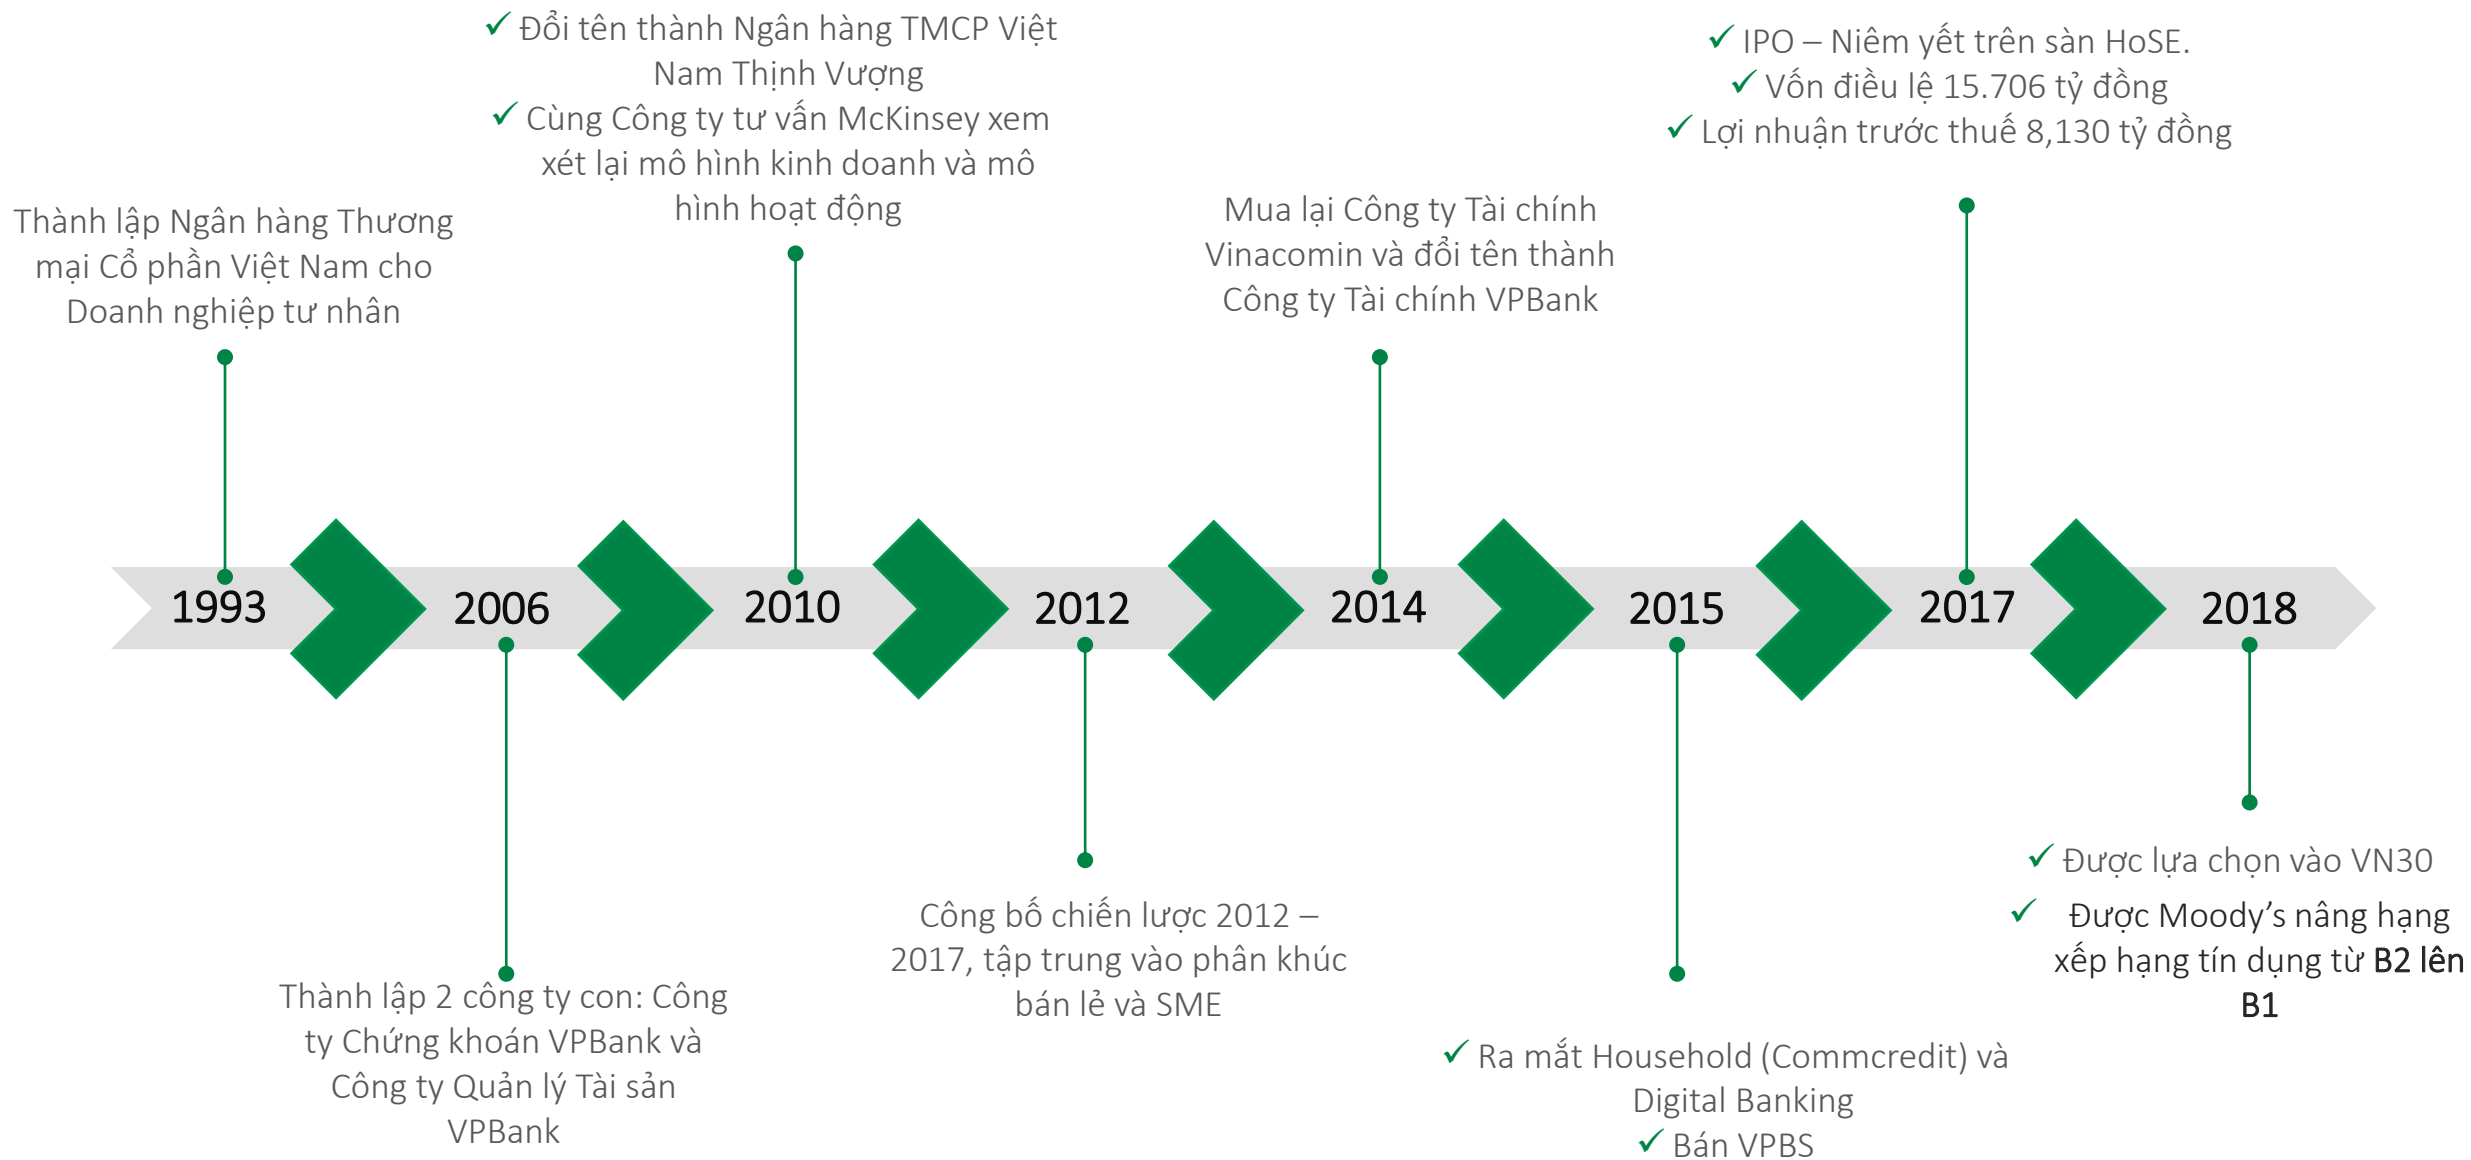 ✓ Đổi tên thành Ngân hàng TMCP Việt
Nam Thịnh Vượng
✓ Cùng Công ty tư vấn McKinsey xem
xét lại mô hình kinh doanh và mô
hình hoạt động
✓ IPO – Niêm yết trên sàn HoSE.
✓ Vốn điều lệ 15.706 tỷ đồng
✓ Lợi nhuận trước thuế 8,130 tỷ đồng
Thành lập Ngân hàng Thương
mại Cổ phần Việt Nam cho
Doanh nghiệp tư nhân
Mua lại Công ty Tài chính
Vinacomin và đổi tên thành
Công ty Tài chính VPBank
1993
2006
2010
2012
2014
2015
2017
2018
Thành lập 2 công ty con: Công
ty Chứng khoán VPBank và
Công ty Quản lý Tài sản
VPBank
Công bố chiến lược 2012 –
2017, tập trung vào phân khúc
bán lẻ và SME
✓ Ra mắt Household (Commcredit) và
Digital Banking
✓ Bán VPBS
✓ Được lựa chọn vào VN30
✓ Được Moody’s nâng hạng
xếp hạng tín dụng từ B2 lên
B1